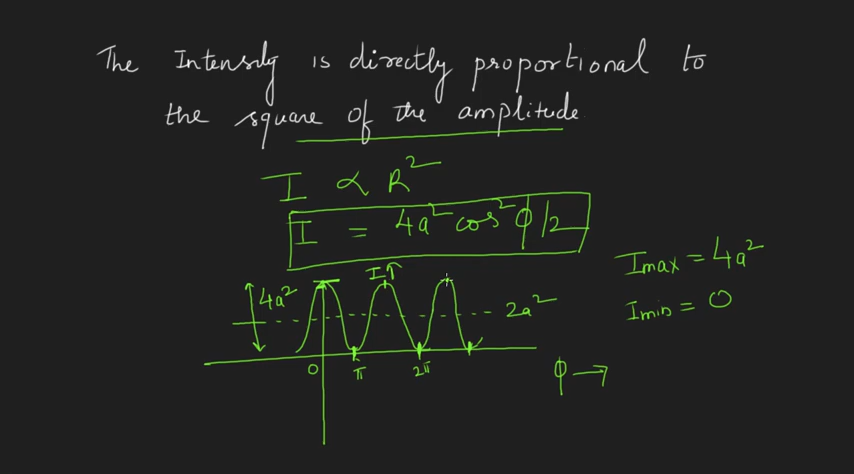 The Intensity is directly proportional to
the square of the amplitude.
I ∝ R²
I = 4a² cos² ϕ/2
Imax = 4a²
Imin = 0
I↑
4a²
2a²
0 π 2π
ϕ →